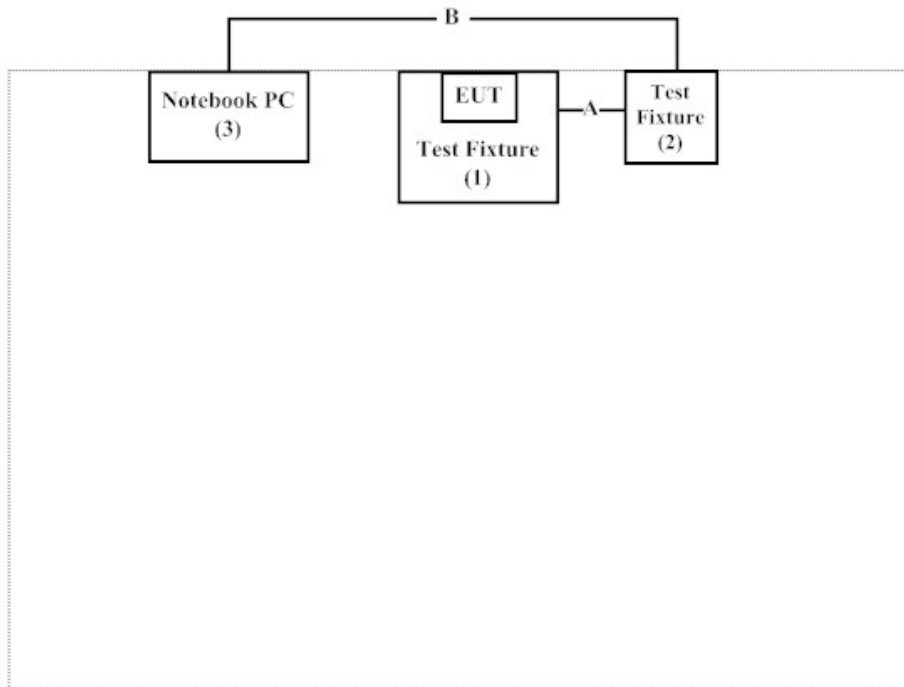 B
Notebook PC
(3)
EUT
Test Fixture
(1)
A
Test
Fixture
(2)